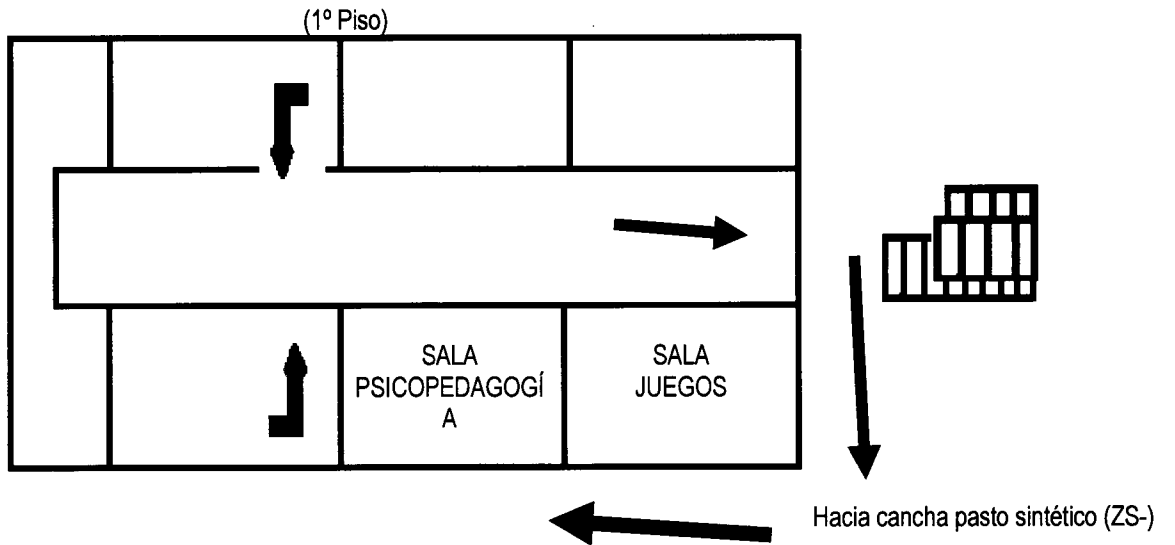 (1º Piso)
SALA
PSICOPEDAGOGÍ
A
SALA
JUEGOS
Hacia cancha pasto sintético (ZS-)